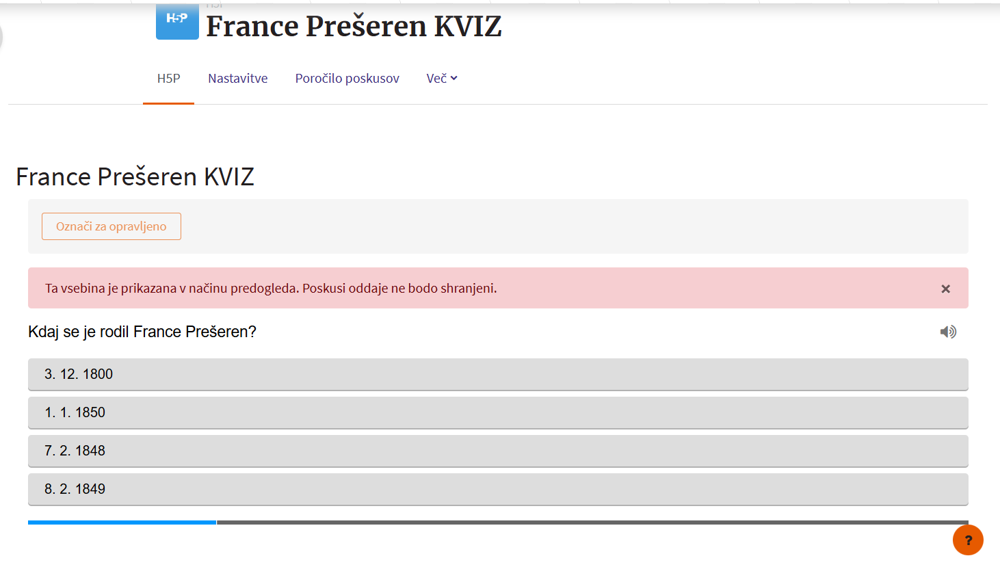 H5P
France Prešeren KVIZ
H5P Nastavitve Poročilo poskusov Več
France Prešeren KVIZ
Označi za opravljeno
Ta vsebina je prikazana v načinu predogleda. Poskusi oddaje ne bodo shranjeni. ×
Kdaj se je rodil France Prešeren?
3. 12. 1800
1. 1. 1850
7. 2. 1848
8. 2. 1849
?